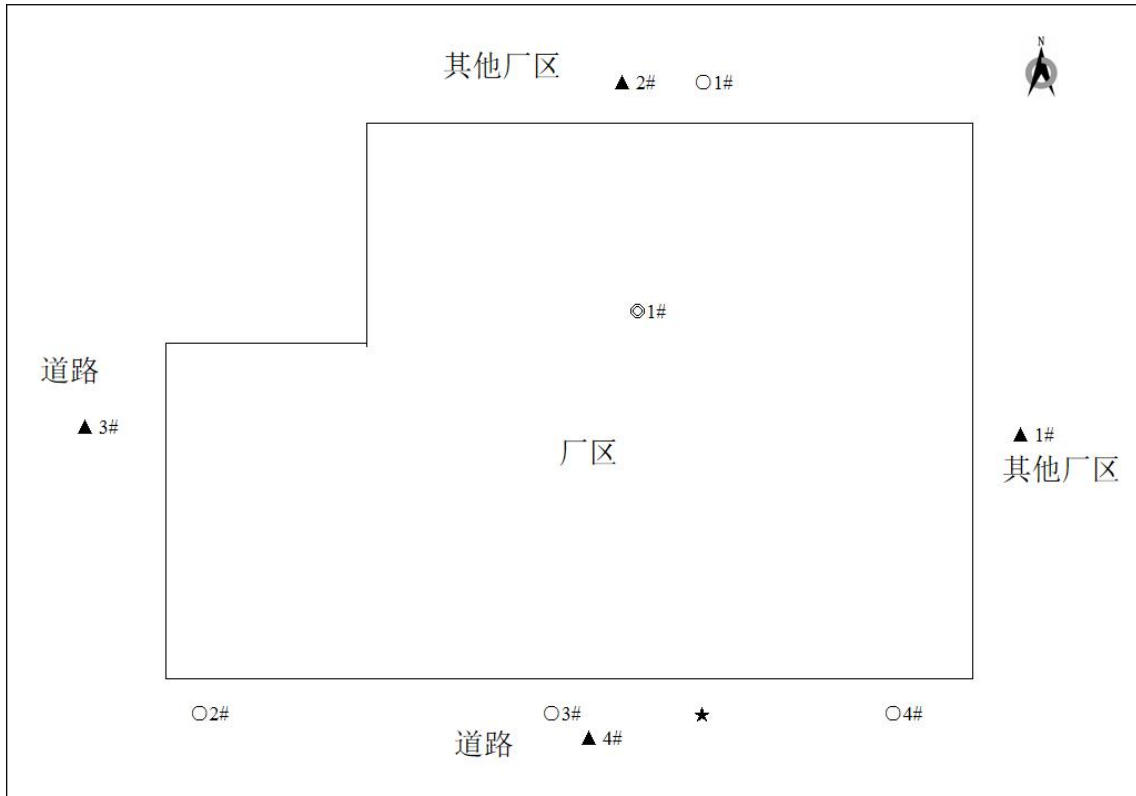 N
其他厂区
▲ 2# ○1#
◎1#
道路
▲ 3#
厂区
▲ 1#
其他厂区
○2# ○3# ★ ○4#
道路 ▲ 4#